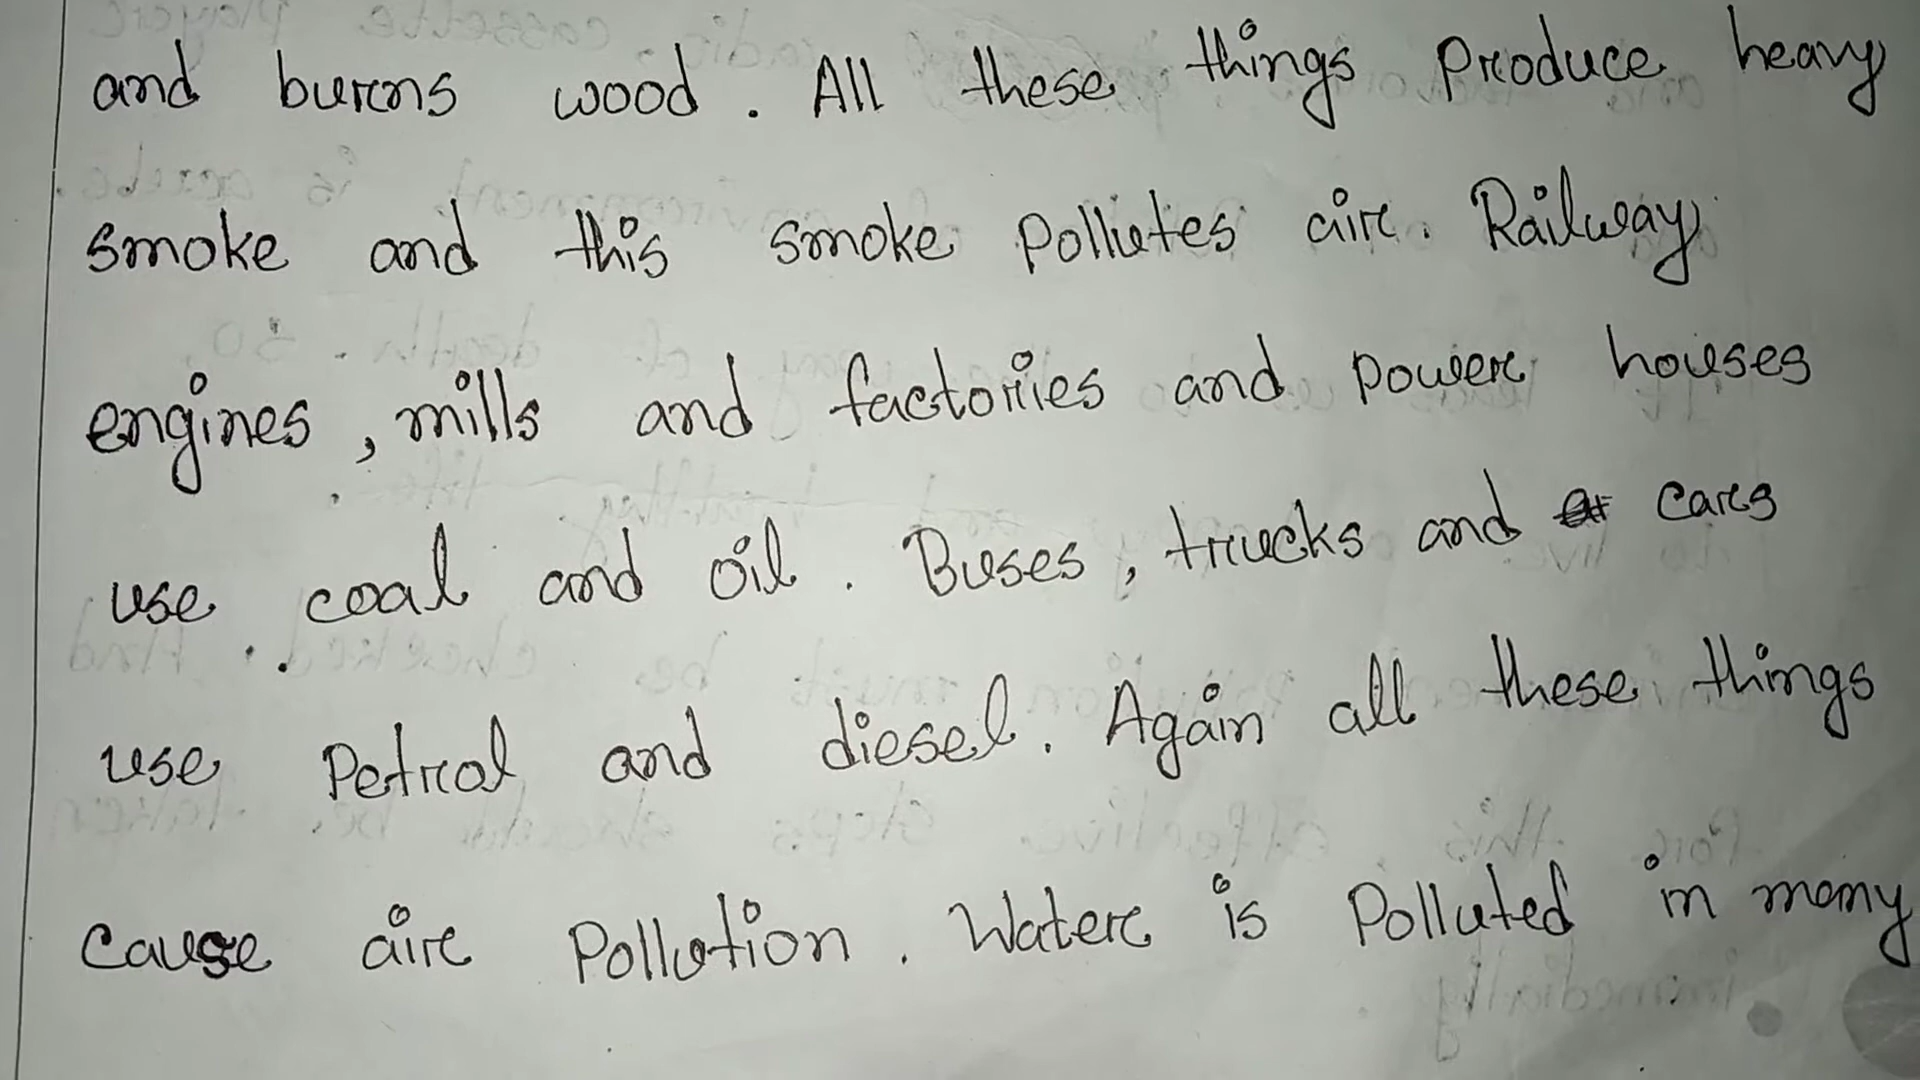 and burns wood. All these things produce heavy
smoke and this smoke pollutes air. Railway
engines, mills and factories and power houses
use coal and oil. Buses, trucks and cars
use Petrol and diesel. Again all these things
cause air pollution. Water is polluted in many